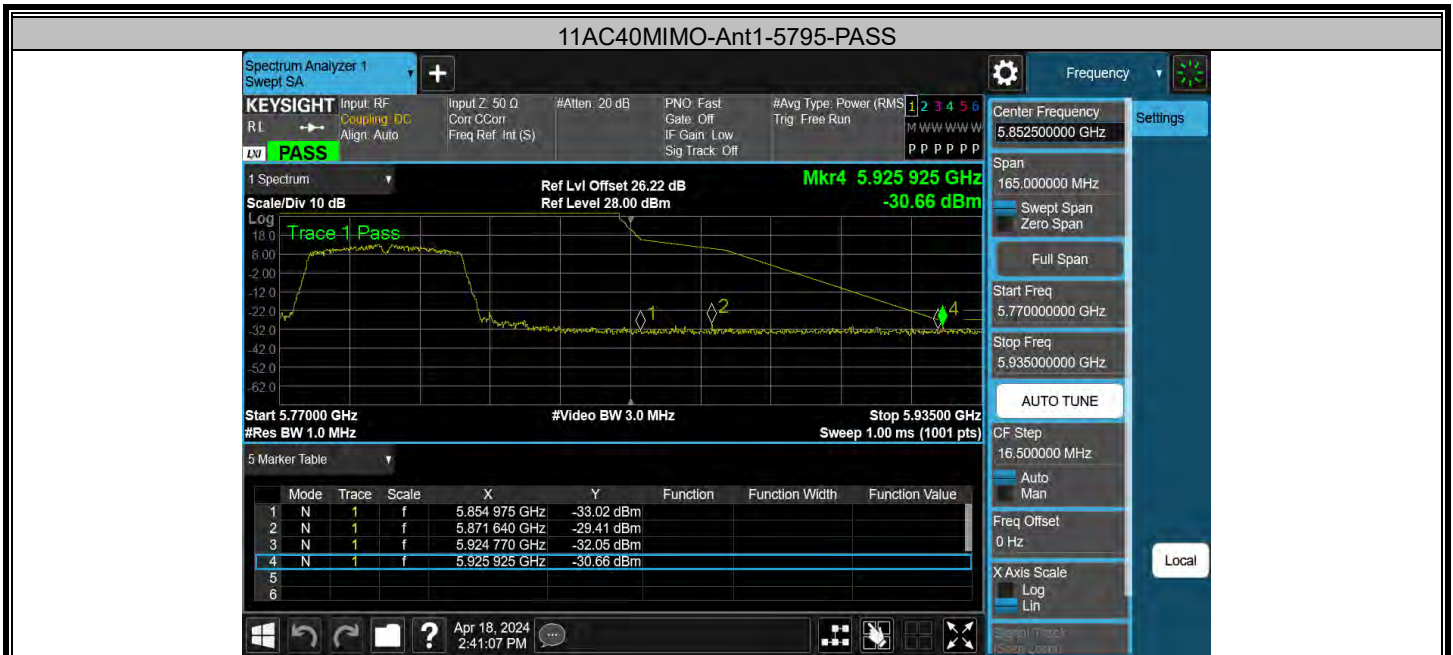 11AC40MIMO-Ant1-5795-PASS
Spectrum Analyzer 1
Swept SA
+
Frequency
KEYSIGHT
RL
LXI
PASS
Input: RF
Coupling: DC
Align: Auto
Input Z: 50 Ω
Corr CCorr
Freq Ref: Int (S)
#Atten: 20 dB
PNO: Fast
Gate: Off
IF Gain: Low
Sig Track: Off
#Avg Type: Power (RMS
Trig: Free Run
1 2 3 4 5 6
M W W W W W
P P P P P P
1 Spectrum
Scale/Div 10 dB
Ref Lvl Offset 26.22 dB
Ref Level 28.00 dBm
Mkr4 5.925 925 GHz
-30.66 dBm
Log
Trace 1 Pass
18.0
8.00
-2.00
-12.0
-22.0
-32.0
-42.0
-52.0
-62.0
1
2
4
Start 5.77000 GHz
#Res BW 1.0 MHz
#Video BW 3.0 MHz
Stop 5.93500 GHz
Sweep 1.00 ms (1001 pts)
5 Marker Table
Mode Trace Scale X Y Function Function Width Function Value
1 N 1 f 5.854 975 GHz -33.02 dBm
2 N 1 f 5.871 640 GHz -29.41 dBm
3 N 1 f 5.924 770 GHz -32.05 dBm
4 N 1 f 5.925 925 GHz -30.66 dBm
5
6
Center Frequency
5.852500000 GHz
Settings
Span
165.000000 MHz
Swept Span
Zero Span
Full Span
Start Freq
5.770000000 GHz
Stop Freq
5.935000000 GHz
AUTO TUNE
CF Step
16.500000 MHz
Auto
Man
Freq Offset
0 Hz
X Axis Scale
Log
Lin
Signal Track
(Span Zoom)
Local
?
Apr 18, 2024
2:41:07 PM